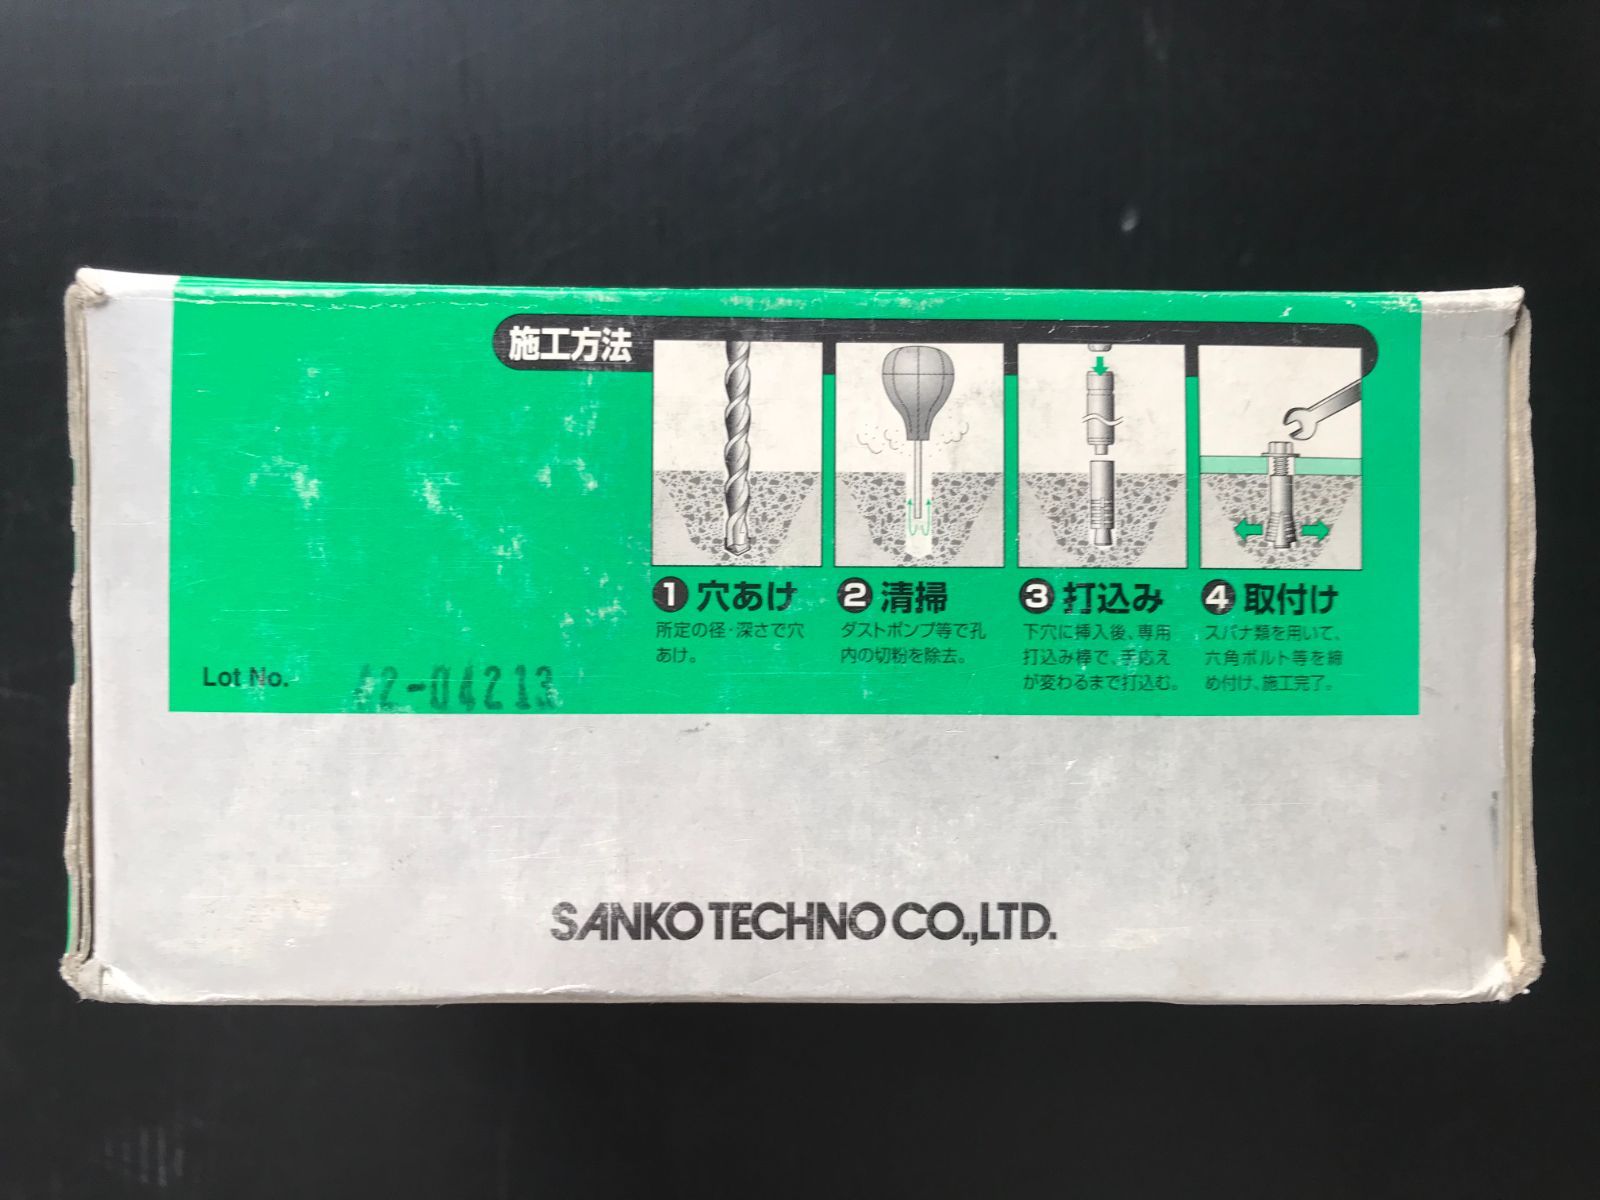 施工方法
1 穴あけ
所定の径・深さで穴
あけ。
2 清掃
ダストポンプ等で孔
内の切粉を除去。
3 打込み
下穴に挿入後、専用
打込み棒で、手応え
が変わるまで打込む。
4 取付け
スパナ類を用いて、
六角ボルト等を締
め付け、施工完了。
Lot No.
SANKO TECHNO CO.,LTD.